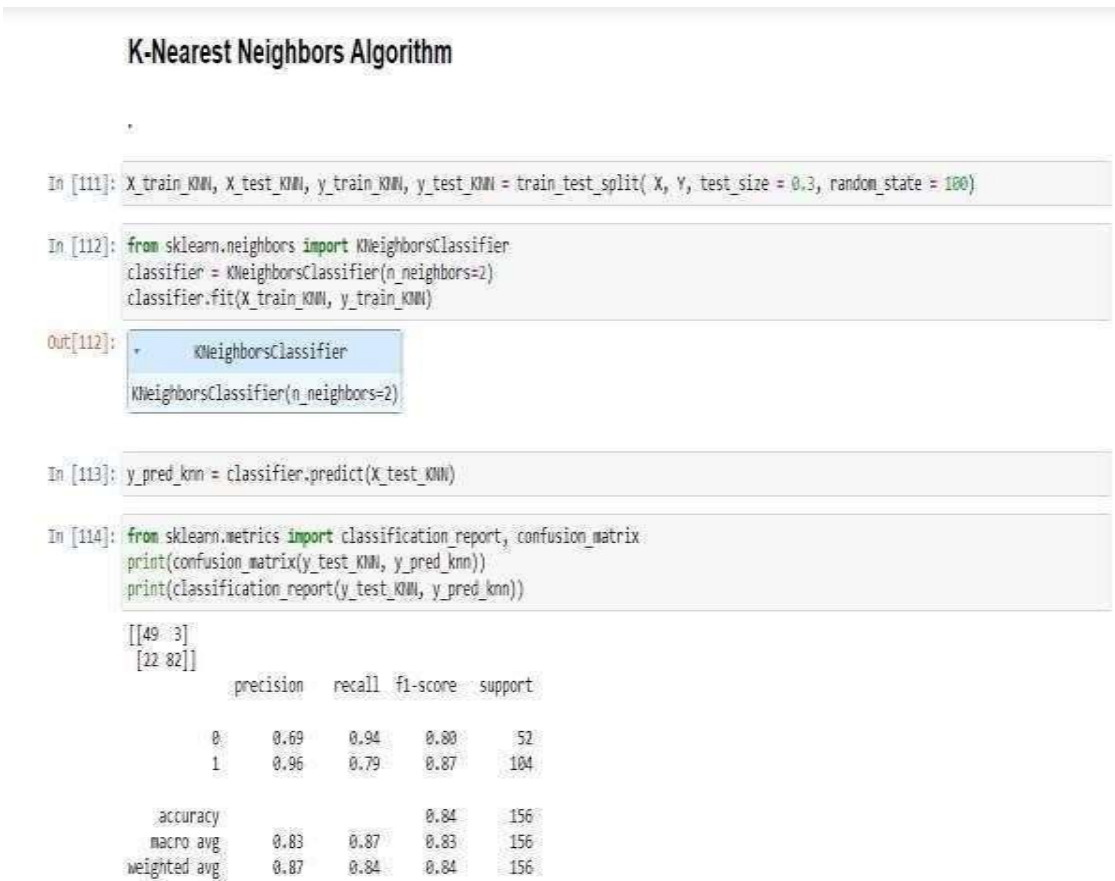 K-Nearest Neighbors Algorithm
.
In [111]: X_train_KNN, X_test_KNN, y_train_KNN, y_test_KNN = train_test_split( X, Y, test_size = 0.3, random_state = 100)
In [112]: from sklearn.neighbors import KNeighborsClassifier
classifier = KNeighborsClassifier(n_neighbors=2)
classifier.fit(X_train_KNN, y_train_KNN)
Out[112]:
KNeighborsClassifier
KNeighborsClassifier(n_neighbors=2)
In [113]: y_pred_knn = classifier.predict(X_test_KNN)
In [114]: from sklearn.metrics import classification_report, confusion_matrix
print(confusion_matrix(y_test_KNN, y_pred_knn))
print(classification_report(y_test_KNN, y_pred_knn))
[[49 3]
[22 82]]
precision recall f1-score support
0 0.69 0.94 0.80 52
1 0.96 0.79 0.87 104
accuracy 0.84 156
macro avg 0.83 0.87 0.83 156
weighted avg 0.87 0.84 0.84 156